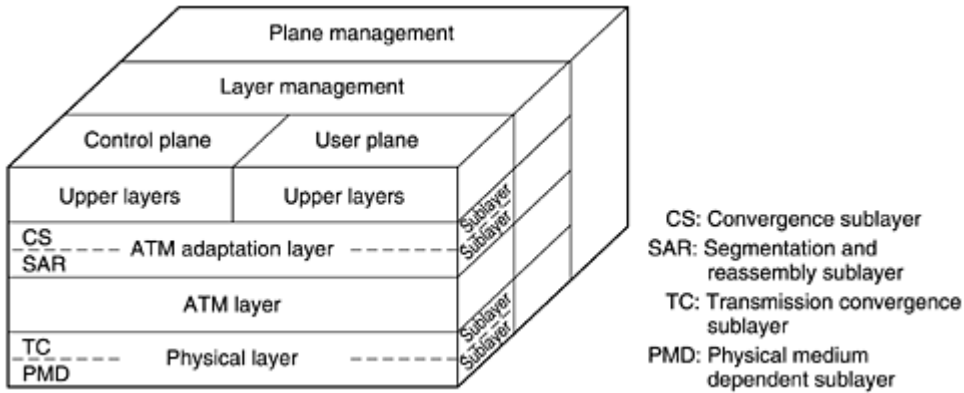 Plane management
Layer management
Control plane
User plane
Upper layers
Upper layers
CS
ATM adaptation layer
SAR
Sublayer
Sublayer
ATM layer
TC
Physical layer
PMD
Sublayer
Sublayer
CS: Convergence sublayer
SAR: Segmentation and
reassembly sublayer
TC: Transmission convergence
sublayer
PMD: Physical medium
dependent sublayer